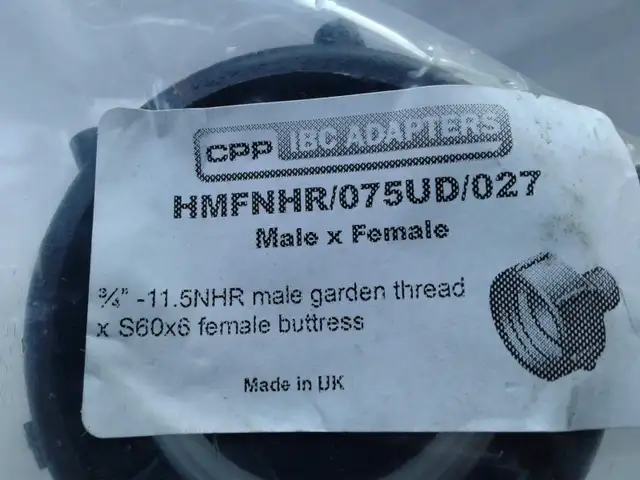 CPP IBC ADAPTERS
HMFNHR/075UD/027
Male x Female
¾" -11.5NHR male garden thread
x S60x6 female buttress
Made in UK